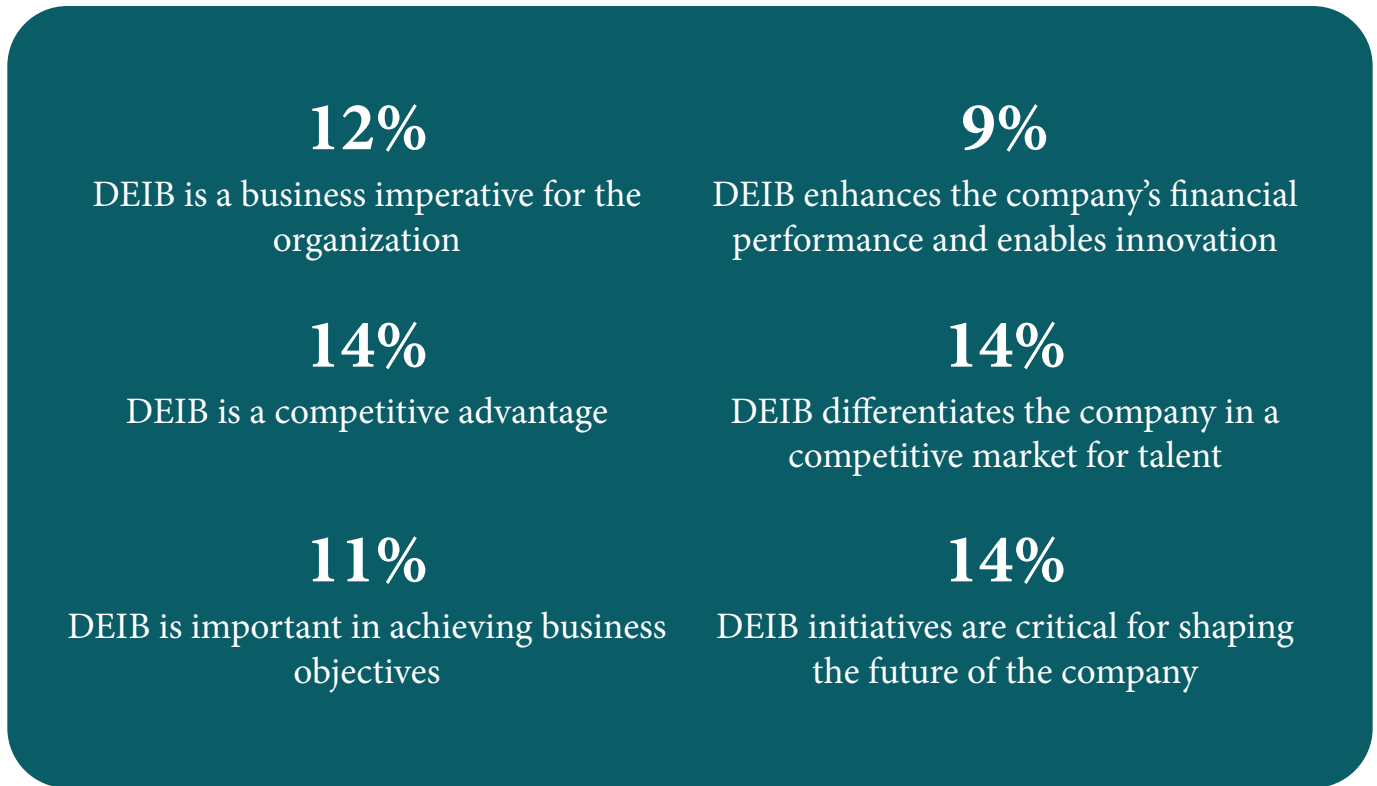 12%
DEIB is a business imperative for the
organization
9%
DEIB enhances the company’s financial
performance and enables innovation
14%
DEIB is a competitive advantage
14%
DEIB differentiates the company in a
competitive market for talent
11%
DEIB is important in achieving business
objectives
14%
DEIB initiatives are critical for shaping
the future of the company